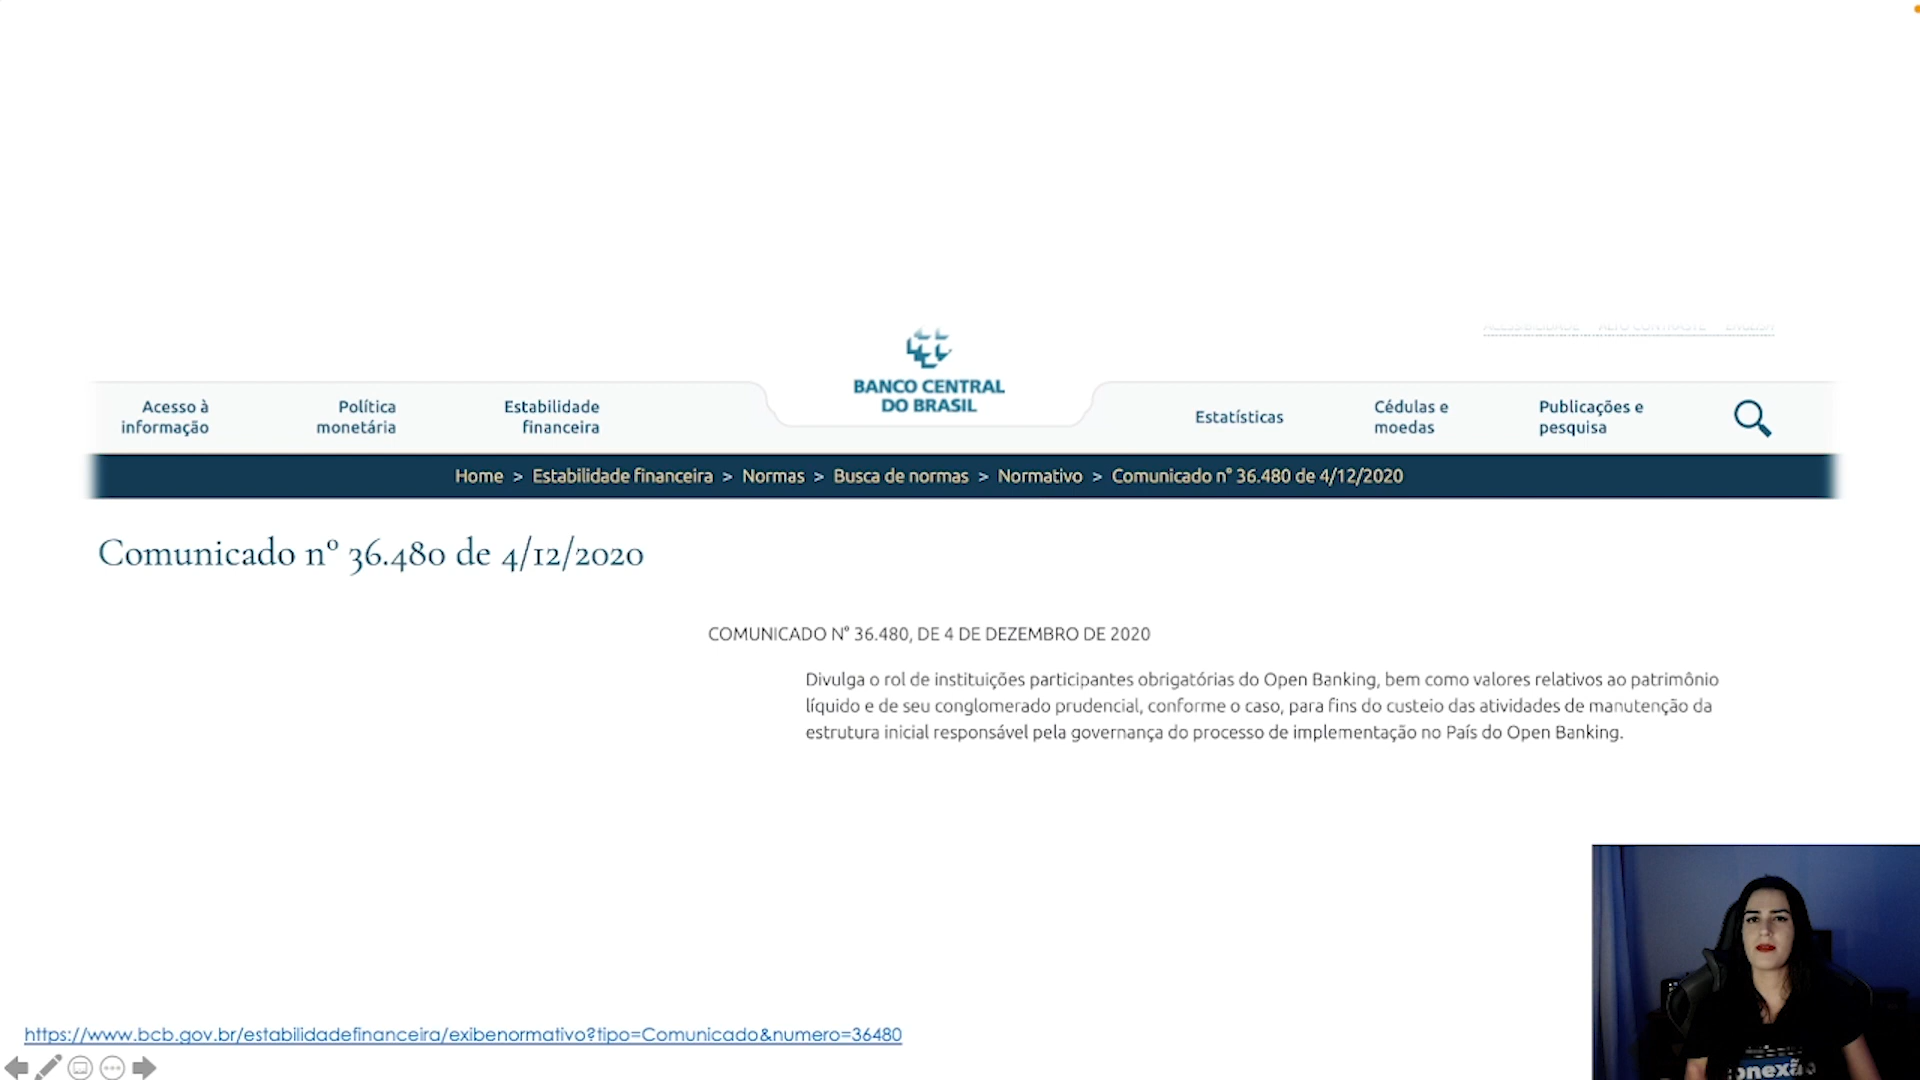 ACESSIBILIDADE ALTO CONTRASTE ENGLISH
BANCO CENTRAL
DO BRASIL
Acesso à
informação
Política
monetária
Estabilidade
financeira
Estatísticas
Cédulas e
moedas
Publicações e
pesquisa
Home > Estabilidade financeira > Normas > Busca de normas > Normativo > Comunicado n° 36.480 de 4/12/2020
Comunicado n° 36.480 de 4/12/2020
COMUNICADO N° 36.480, DE 4 DE DEZEMBRO DE 2020
Divulga o rol de instituições participantes obrigatórias do Open Banking, bem como valores relativos ao patrimônio
líquido e de seu conglomerado prudencial, conforme o caso, para fins do custeio das atividades de manutenção da
estrutura inicial responsável pela governança do processo de implementação no País do Open Banking.
https://www.bcb.gov.br/estabilidadefinanceira/exibenormativo?tipo=Comunicado&numero=36480